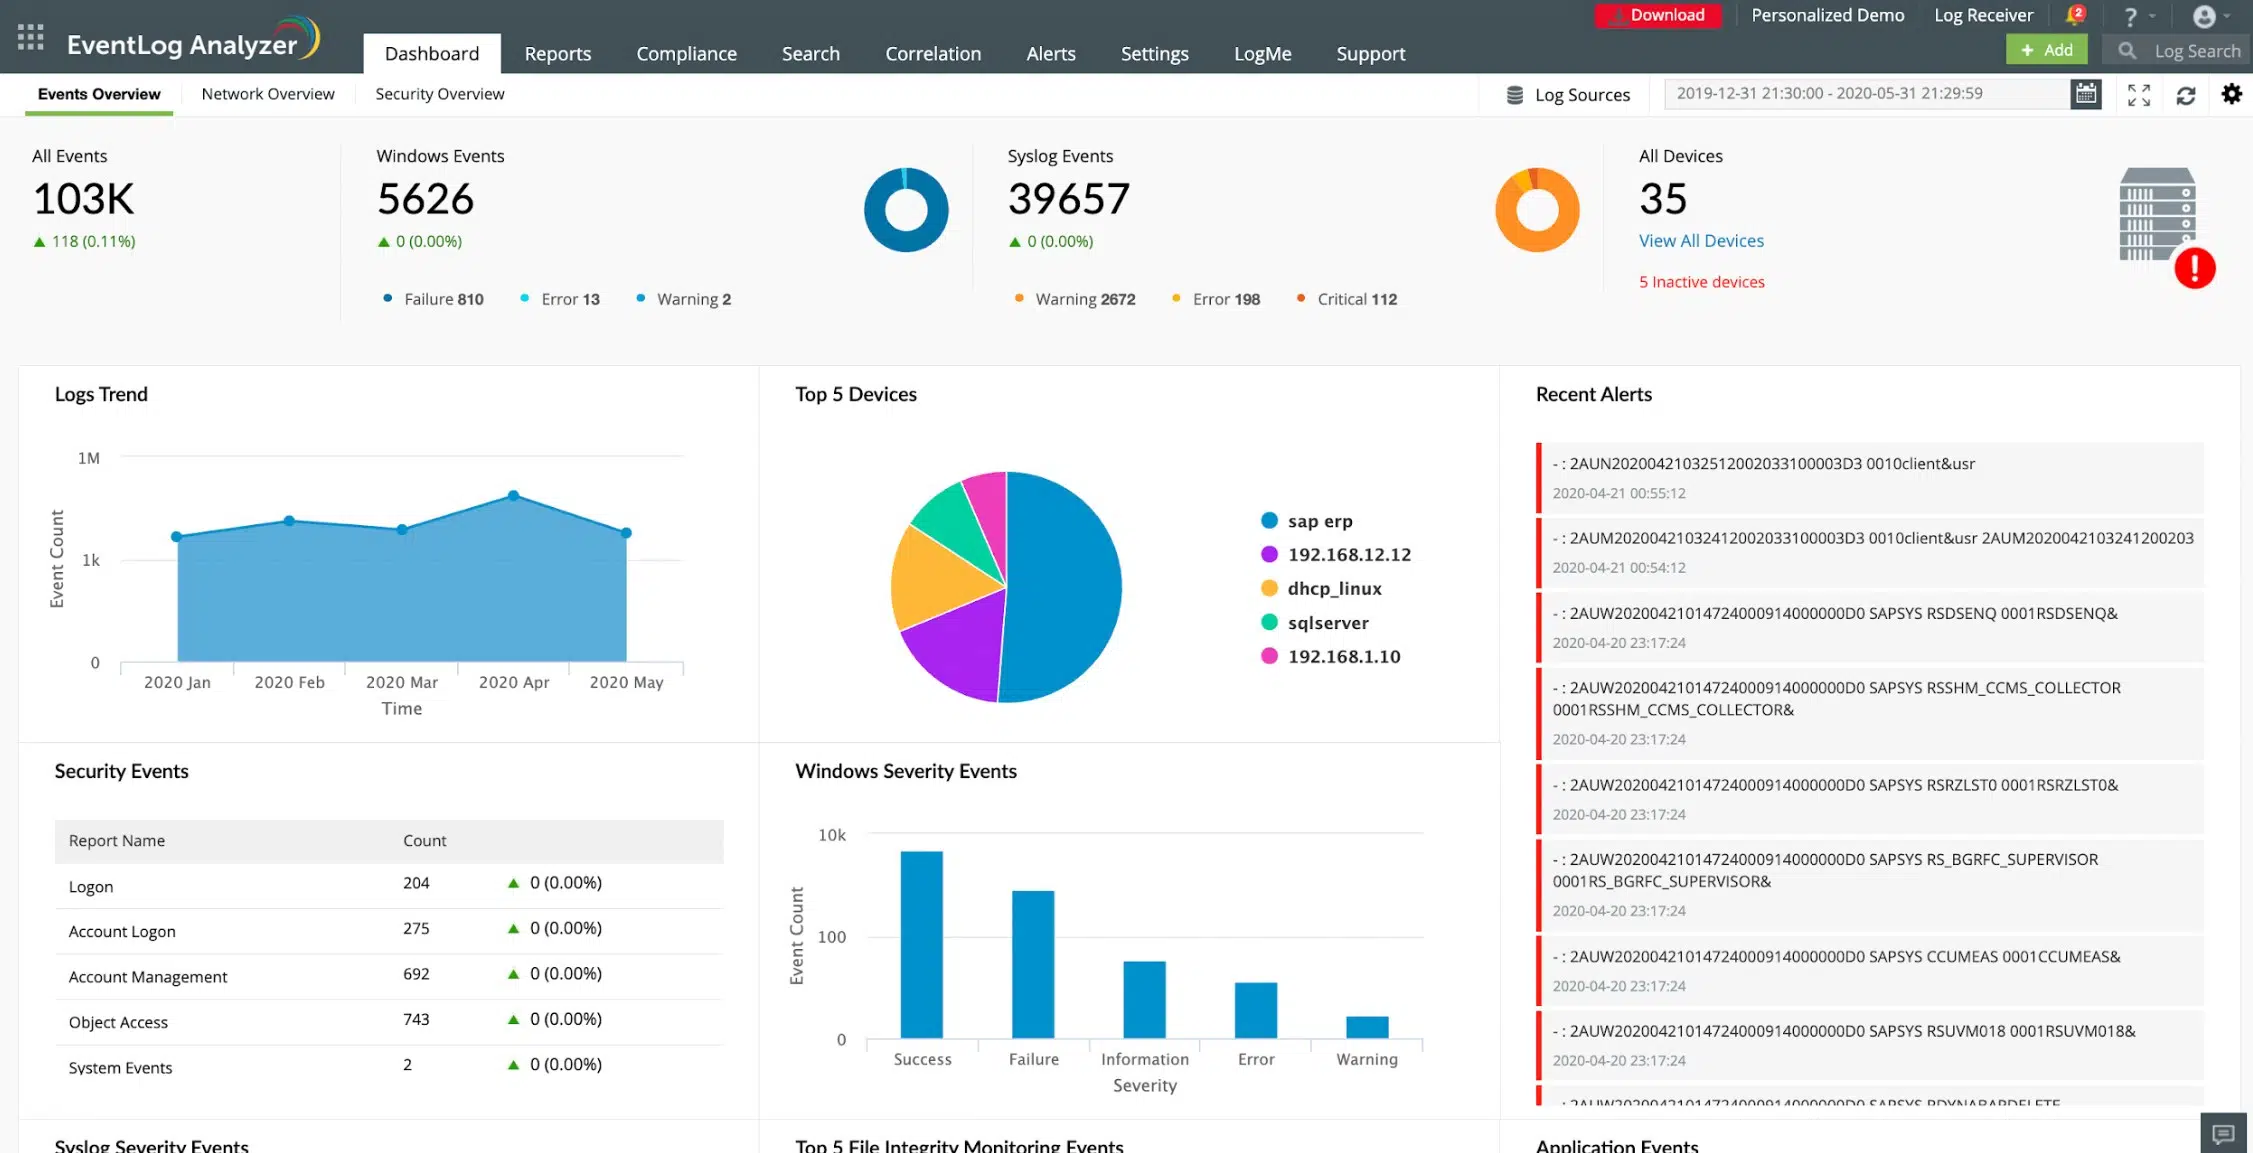 Download
Personalized Demo
Log Receiver
2
?
EventLog Analyzer
Dashboard
Reports
Compliance
Search
Correlation
Alerts
Settings
LogMe
Support
+ Add
Log Search
Events Overview
Network Overview
Security Overview
Log Sources
2019-12-31 21:30:00 - 2020-05-31 21:29:59
All Events
103K
118 (0.11%)
Windows Events
5626
0 (0.00%)
Failure 810
Error 13
Warning 2
Syslog Events
39657
0 (0.00%)
Warning 2672
Error 198
Critical 112
All Devices
35
View All Devices
5 Inactive devices
!
Logs Trend
1M
1k
0
Event Count
2020 Jan
2020 Feb
2020 Mar
2020 Apr
2020 May
Time
Top 5 Devices
sap erp
192.168.12.12
dhcp_linux
sqlserver
192.168.1.10
Recent Alerts
- : 2AUN20200421032512002033100003D3 0010client&usr
2020-04-21 00:55:12
- : 2AUM20200421032412002033100003D3 0010client&usr 2AUM2020042103241200203
2020-04-21 00:54:12
- : 2AUW20200421014724000914000000D0 SAPSYS RSDSENQ 0001RSDSENQ&
2020-04-20 23:17:24
- : 2AUW20200421014724000914000000D0 SAPSYS RSSHM_CCMS_COLLECTOR
0001RSSHM_CCMS_COLLECTOR&
2020-04-20 23:17:24
- : 2AUW20200421014724000914000000D0 SAPSYS RSRZLST0 0001RSRZLST0&
2020-04-20 23:17:24
- : 2AUW20200421014724000914000000D0 SAPSYS RS_BGRFC_SUPERVISOR
0001RS_BGRFC_SUPERVISOR&
2020-04-20 23:17:24
- : 2AUW20200421014724000914000000D0 SAPSYS CCUMEAS 0001CCUMEAS&
2020-04-20 23:17:24
- : 2AUW20200421014724000914000000D0 SAPSYS RSUVM018 0001RSUVM018&
2020-04-20 23:17:24
Security Events
Report Name
Count
Logon
204
0 (0.00%)
Account Logon
275
0 (0.00%)
Account Management
692
0 (0.00%)
Object Access
743
0 (0.00%)
System Events
2
0 (0.00%)
Windows Severity Events
10k
100
0
Event Count
Success
Failure
Information
Error
Warning
Severity
Syslog Severity Events
Top 5 File Integrity Monitoring Events
Application Events